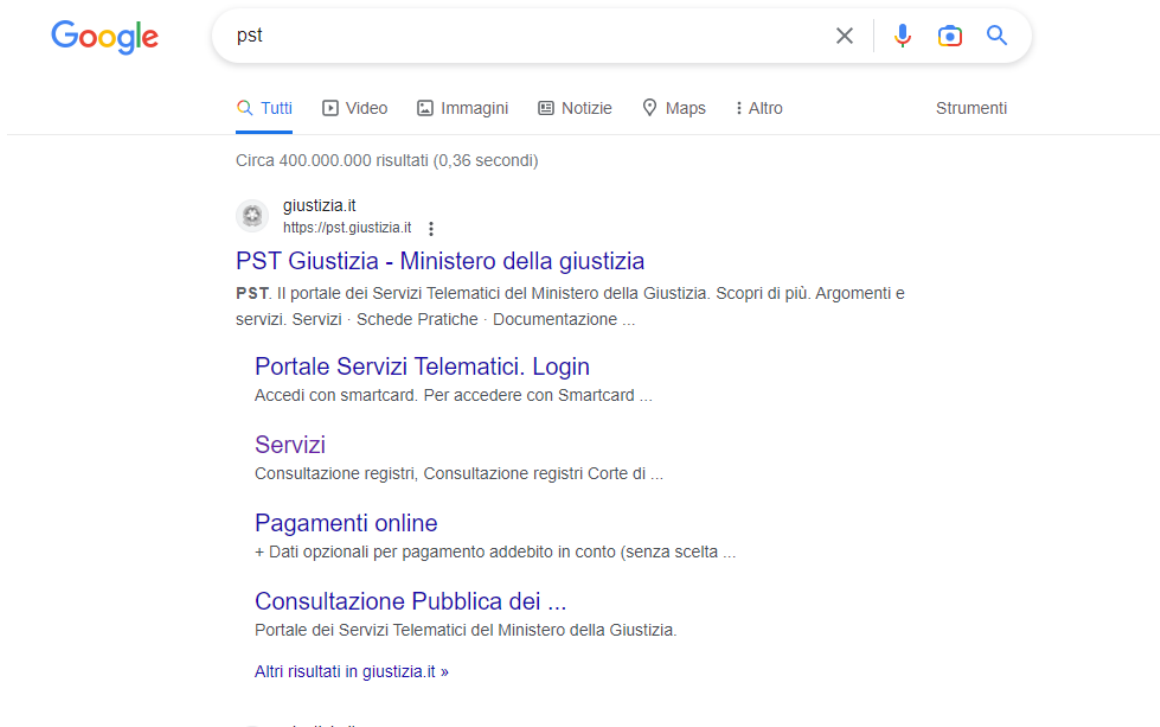 Google
pst
Tutti Video Immagini Notizie Maps Altro Strumenti
Circa 400.000.000 risultati (0,36 secondi)
giustizia.it
https://pst.giustizia.it
PST Giustizia - Ministero della giustizia
PST. Il portale dei Servizi Telematici del Ministero della Giustizia. Scopri di più. Argomenti e
servizi. Servizi · Schede Pratiche · Documentazione ...
Portale Servizi Telematici. Login
Accedi con smartcard. Per accedere con Smartcard ...
Servizi
Consultazione registri, Consultazione registri Corte di ...
Pagamenti online
+ Dati opzionali per pagamento addebito in conto (senza scelta ...
Consultazione Pubblica dei ...
Portale dei Servizi Telematici del Ministero della Giustizia.
Altri risultati in giustizia.it »